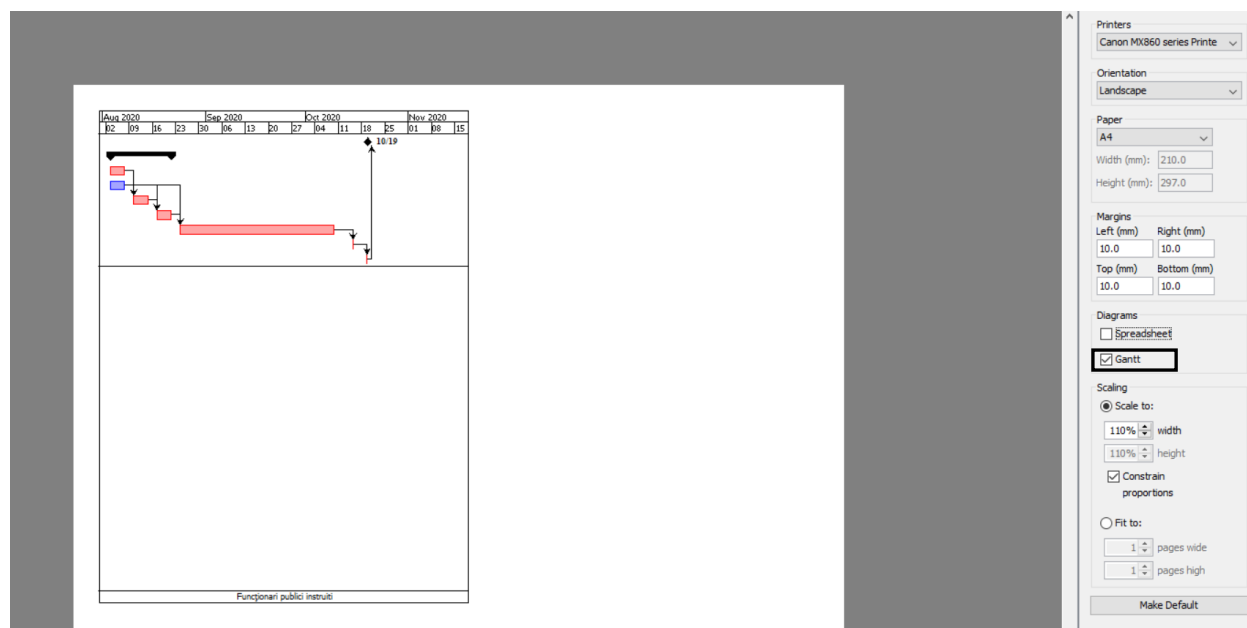 Aug 2020 Sep 2020 Oct 2020 Nov 2020
02 09 16 23 30 06 13 20 27 04 11 18 25 01 08 15
10/19
Funcționari publici instruiti
Printers
Canon MX860 series Printe
Orientation
Landscape
Paper
A4
Width (mm): 210.0
Height (mm): 297.0
Margins
Left (mm) Right (mm)
10.0 10.0
Top (mm) Bottom (mm)
10.0 10.0
Diagrams
Spreadsheet
Gantt
Scaling
Scale to:
110% width
110% height
Constrain
proportions
Fit to:
1 pages wide
1 pages high
Make Default